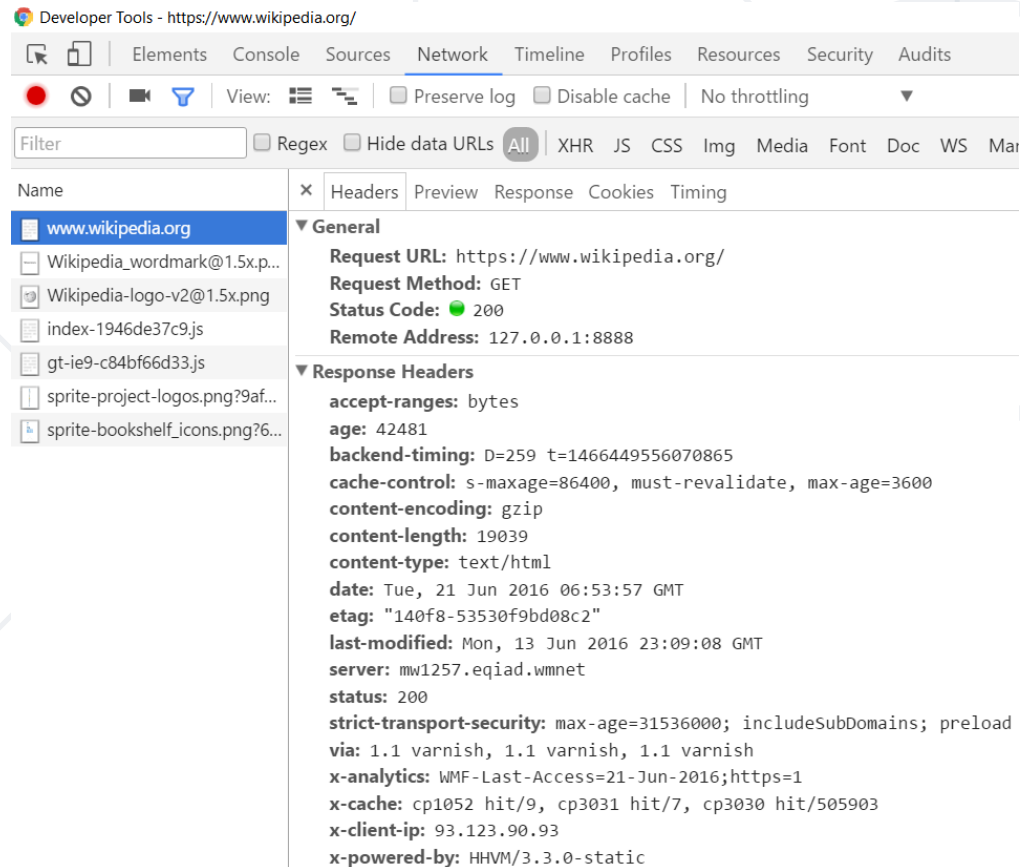 Developer Tools - https://www.wikipedia.org/
Elements Console Sources Network Timeline Profiles Resources Security Audits
View: Preserve log Disable cache No throttling ▼
Filter Regex Hide data URLs All XHR JS CSS Img Media Font Doc WS Mar
Name × Headers Preview Response Cookies Timing
www.wikipedia.org
Wikipedia_wordmark@1.5x.p...
Wikipedia-logo-v2@1.5x.png
index-1946de37c9.js
gt-ie9-c84bf66d33.js
sprite-project-logos.png?9af...
sprite-bookshelf_icons.png?6...
▼ General
Request URL: https://www.wikipedia.org/
Request Method: GET
Status Code: 200
Remote Address: 127.0.0.1:8888
▼ Response Headers
accept-ranges: bytes
age: 42481
backend-timing: D=259 t=1466449556070865
cache-control: s-maxage=86400, must-revalidate, max-age=3600
content-encoding: gzip
content-length: 19039
content-type: text/html
date: Tue, 21 Jun 2016 06:53:57 GMT
etag: "140f8-53530f9bd08c2"
last-modified: Mon, 13 Jun 2016 23:09:08 GMT
server: mw1257.eqiad.wmnet
status: 200
strict-transport-security: max-age=31536000; includeSubDomains; preload
via: 1.1 varnish, 1.1 varnish, 1.1 varnish
x-analytics: WMF-Last-Access=21-Jun-2016;https=1
x-cache: cp1052 hit/9, cp3031 hit/7, cp3030 hit/505903
x-client-ip: 93.123.90.93
x-powered-by: HHVM/3.3.0-static